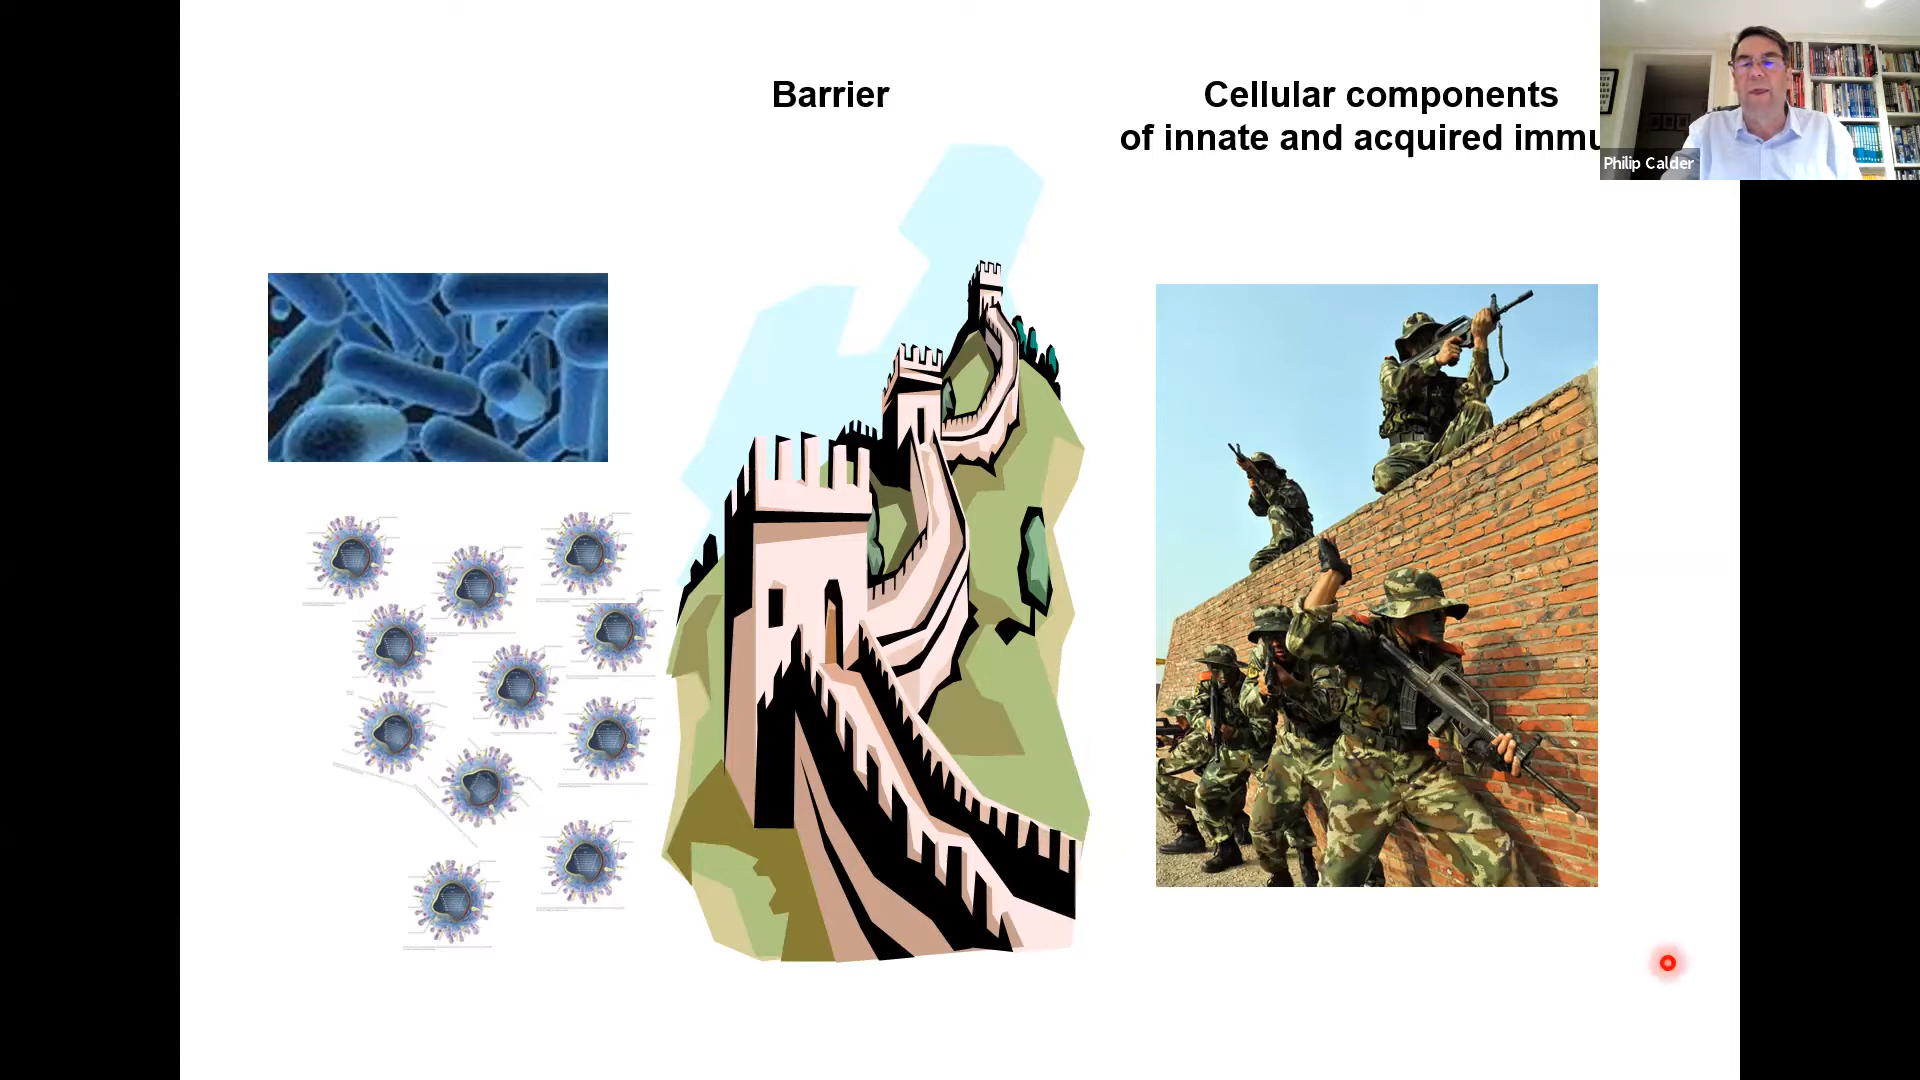 Barrier
Cellular components
of innate and acquired immu
Philip Calder